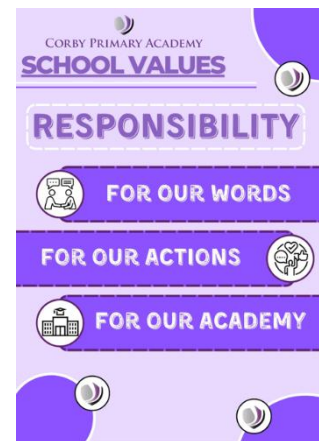 CORBY PRIMARY ACADEMY
SCHOOL VALUES
RESPONSIBILITY
FOR OUR WORDS
FOR OUR ACTIONS
FOR OUR ACADEMY